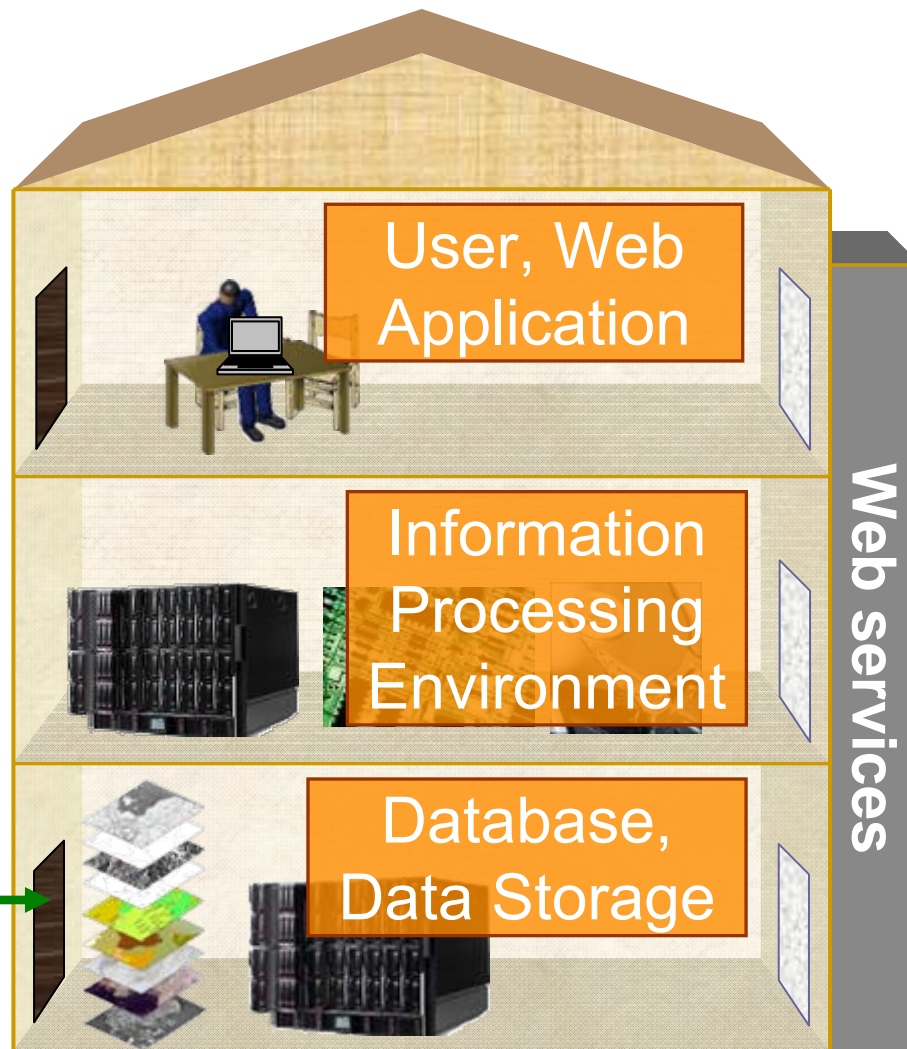 User, Web
Application
Information
Processing
Environment
Database,
Data Storage
Web services